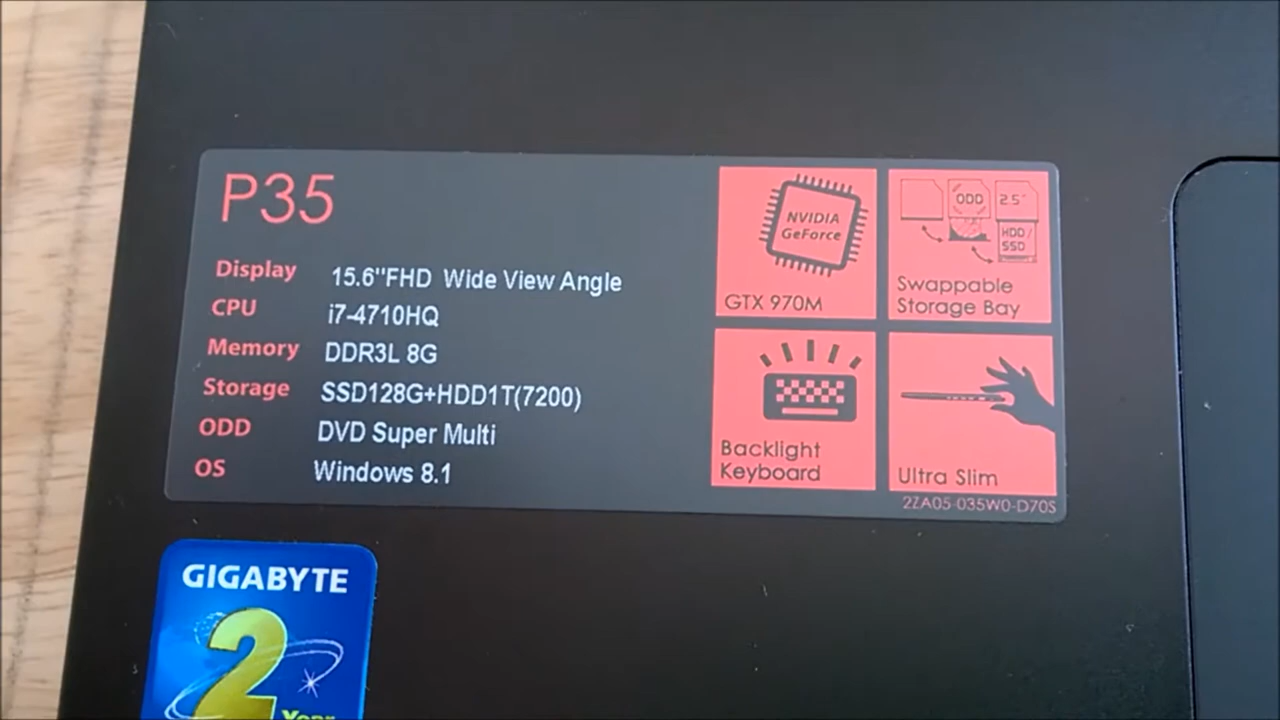 P35
Display 15.6"FHD Wide View Angle
CPU i7-4710HQ
Memory DDR3L 8G
Storage SSD128G+HDD1T(7200)
ODD DVD Super Multi
OS Windows 8.1
NVIDIA
GeForce
GTX 970M
ODD 2.5"
HDD/
SSD
Swappable
Storage Bay
Backlight
Keyboard
Ultra Slim
2ZA05-035W0-D70S
GIGABYTE
2
Year